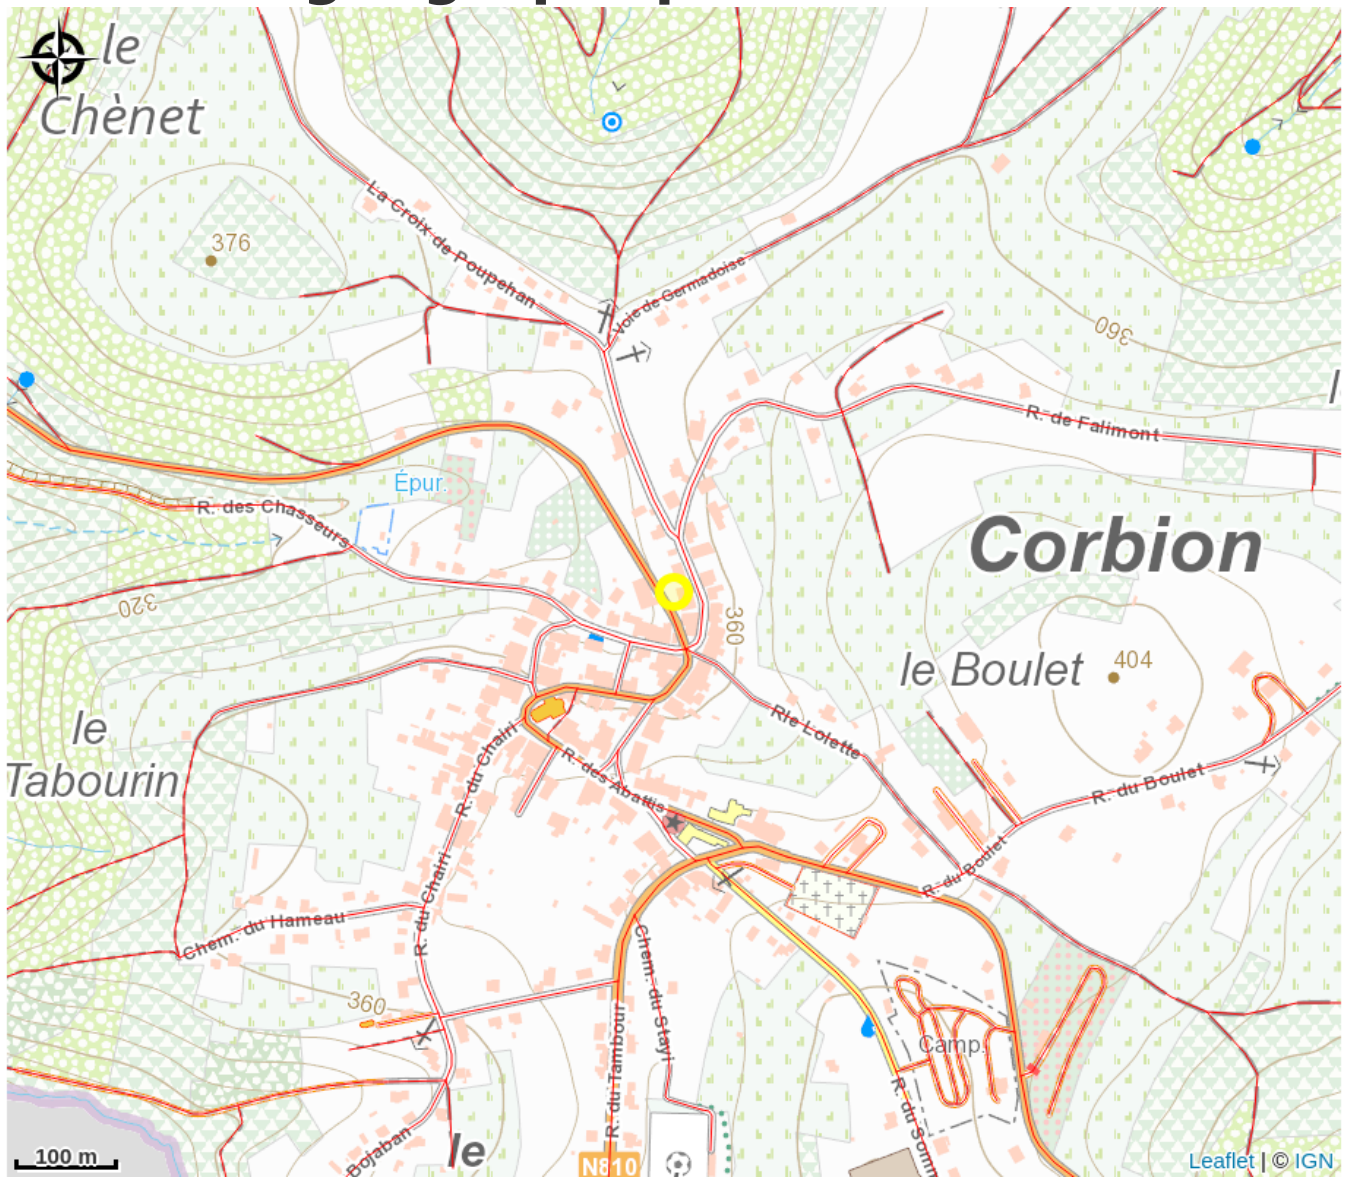 le
Chènet
376
La Croix de Poupehan
Voie de Germadoise
360
R. de Falimont
Épur.
R. des Chasseurs
Corbion
320
360
le Boulet
404
le
Tabourin
Rle Lolette
R. du Chairi
R. des Abattis
R. du Boulet
R. du Boulet
R. du Chairi
Chem. du Hameau
360
Chem. du Stayi
Camp.
R. du Tambour
R. du Somm
Bojaban
le
100 m
N810
Leaflet | © IGN